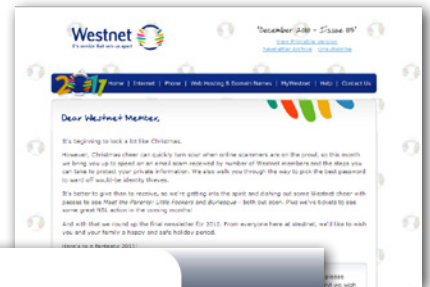 Westnet
It's service that sets us apart
"December 2010 - Issue 115"
View Printable Version
Newsletter Archive Unsubscribe
2011
Home | Internet | Phone | Web Hosting & Domain Names | MyWestnet | Help | Contact Us
Dear Westnet Member,
It's beginning to look a lot like Christmas.
However, Christmas cheer can quickly turn sour when online scammers are on the prowl, so this month
we bring you up to speed on an email scam received by number of Westnet members and the steps you
can take to protect your private information. We also walk you through the way to pick the best password
to ward off would-be identity thieves.
It's better to give than to receive, so we're getting into the spirit and dishing out some Westnet cheer with
passes to see Meet the Parents: Little Fockers and Burlesque - both out soon. Plus we've tickets to see
some great NBL action in the coming months!
And with that we round up the final newsletter for 2010. From everyone here at Westnet, we'd like to wish
you and your family a happy and safe holiday period.
Here's to a fantastic 2011!